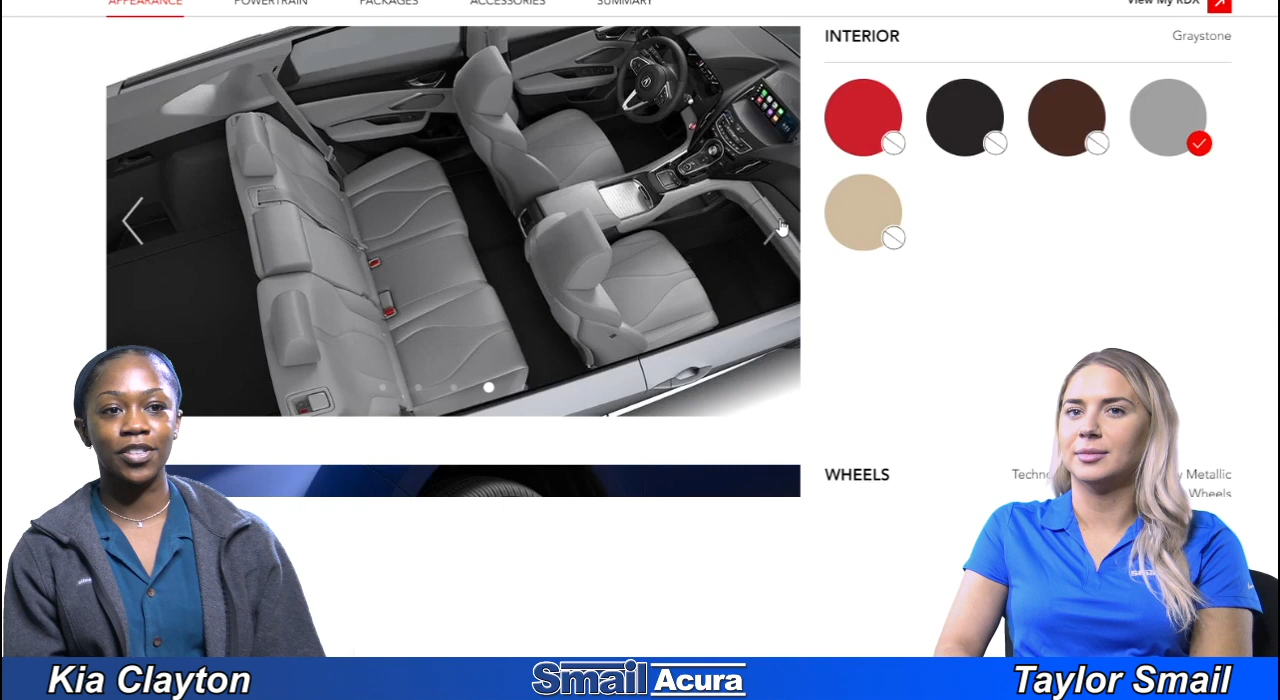 APPEARANCE POWERTRAIN PACKAGES ACCESSORIES SUMMARY View My RDX
INTERIOR Graystone
WHEELS Metallic
Wheels
Kia Clayton Smail Acura Taylor Smail